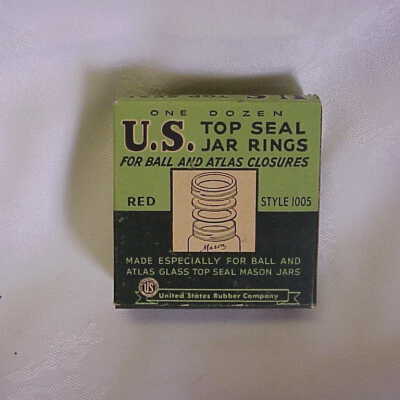 ONE DOZEN
U.S. TOP SEAL
JAR RINGS
FOR BALL AND ATLAS CLOSURES
RED
STYLE 1005
Mason
MADE ESPECIALLY FOR BALL AND
ATLAS GLASS TOP SEAL MASON JARS
US United States Rubber Company